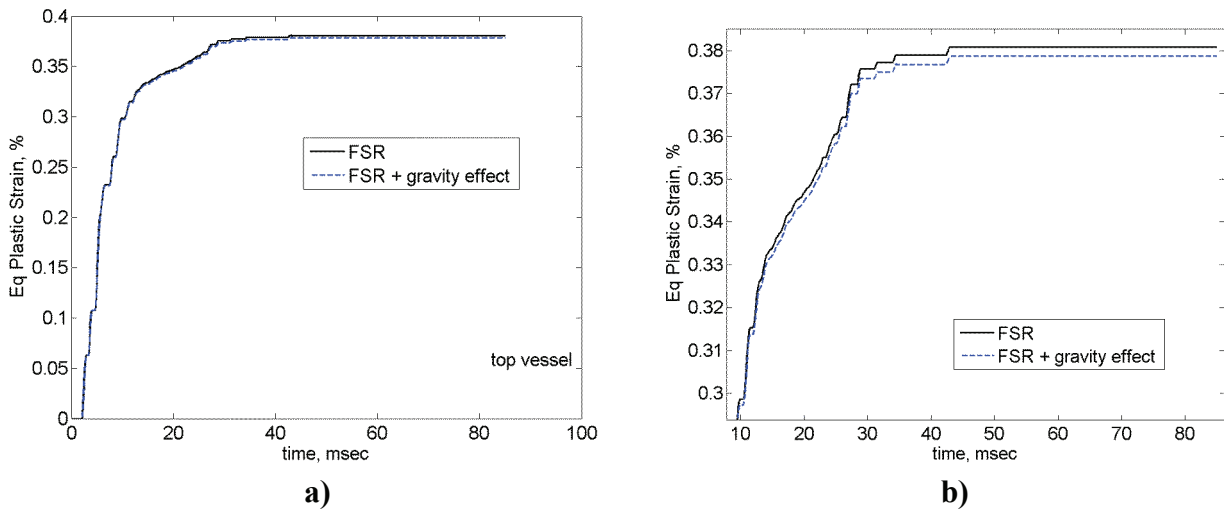 0.4
0.35
0.3
0.25
0.2
0.15
0.1
0.05
0
Eq Plastic Strain, %
FSR
FSR + gravity effect
top vessel
0 20 40 60 80 100
time, msec
a)
0.38
0.37
0.36
0.35
0.34
0.33
0.32
0.31
0.3
Eq Plastic Strain, %
FSR
FSR + gravity effect
10 20 30 40 50 60 70 80
time, msec
b)